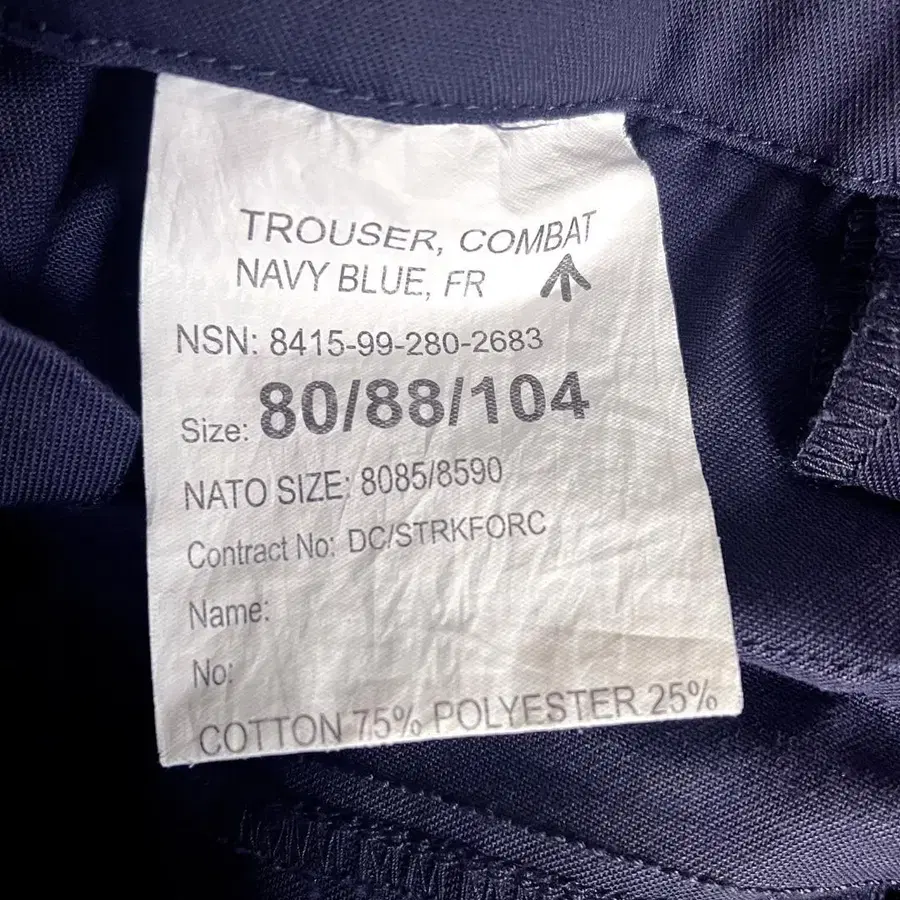 TROUSER, COMBAT
NAVY BLUE, FR
NSN: 8415-99-280-2683
Size: 80/88/104
NATO SIZE: 8085/8590
Contract No: DC/STRKFORC
Name:
No:
COTTON 75% POLYESTER 25%